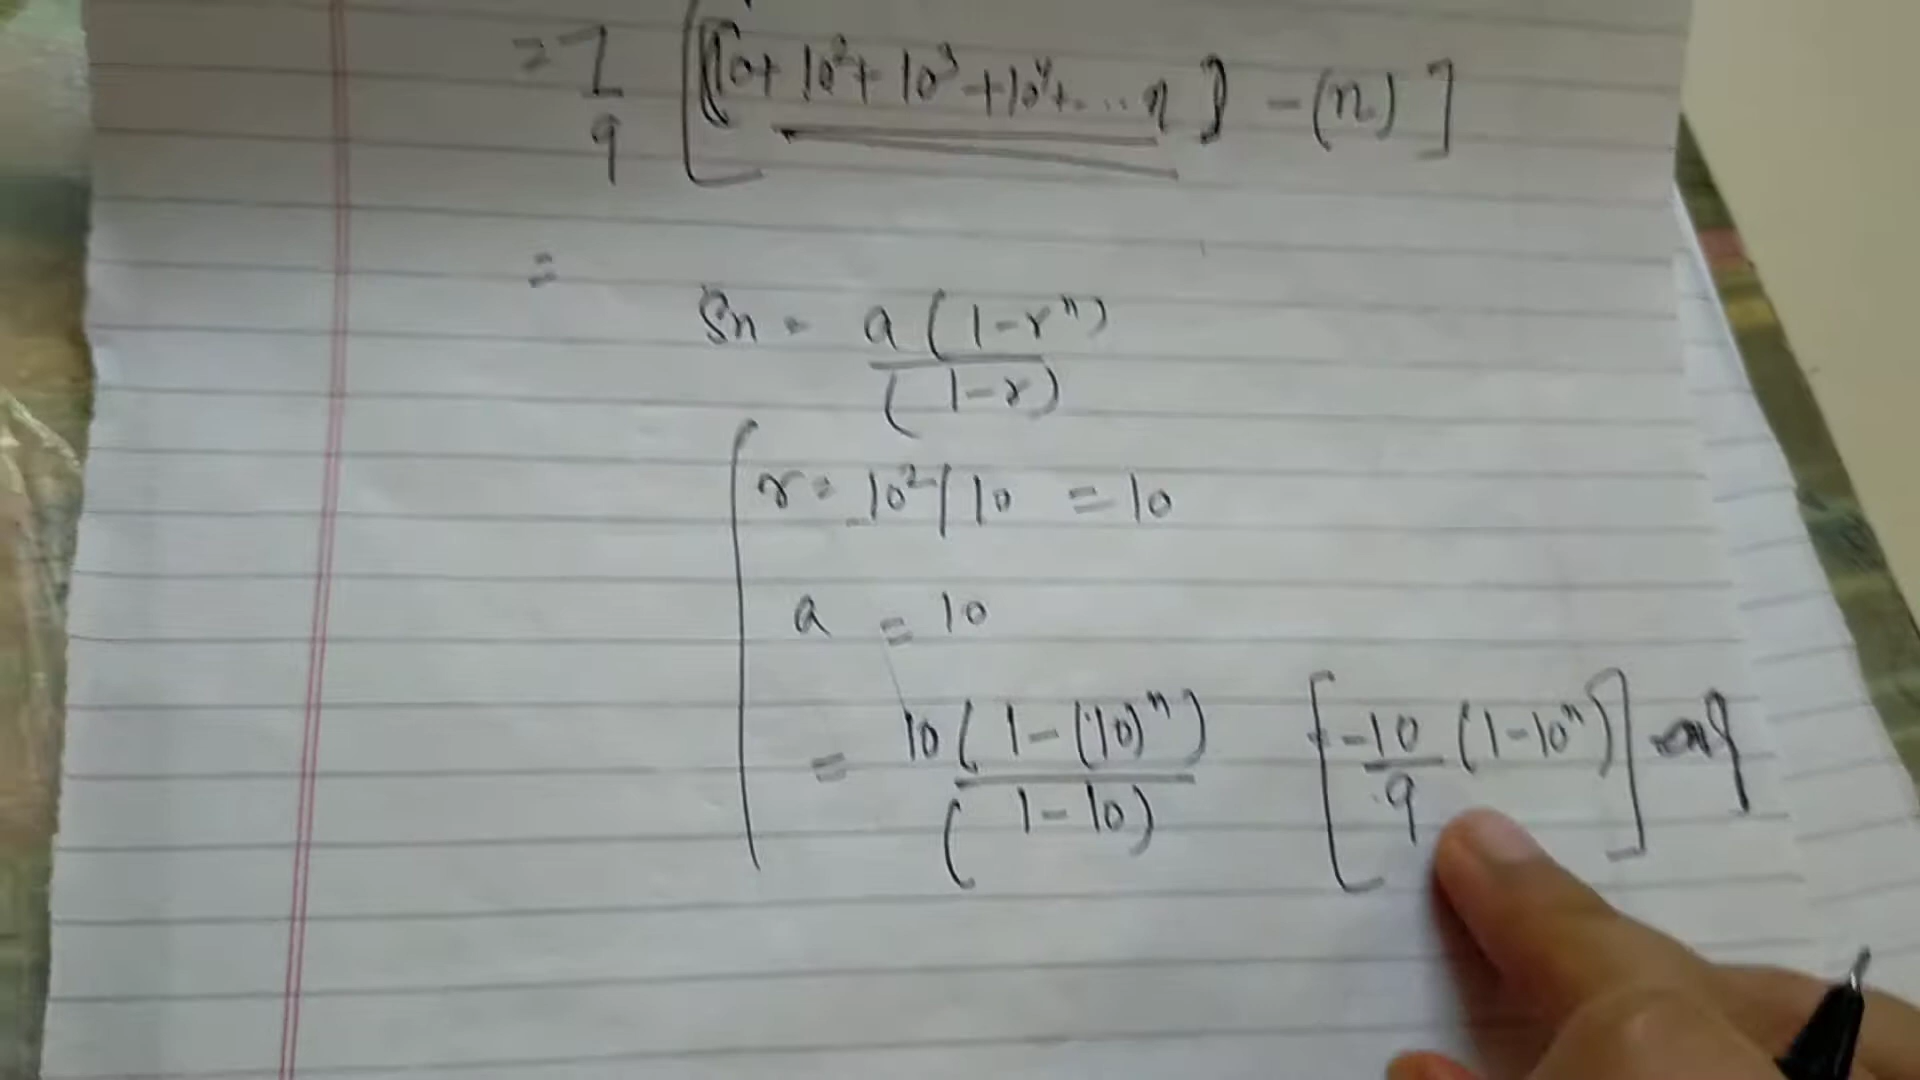 = 7/9 [[10 + 10² + 10³ + 10⁴ + ... n] - (n)]
=
Sn = a(1-rⁿ)/(1-r)
r = 10²/10 = 10
a = 10
= 10(1-(10)ⁿ)/(1-10) [-10/9 (1-10ⁿ)]